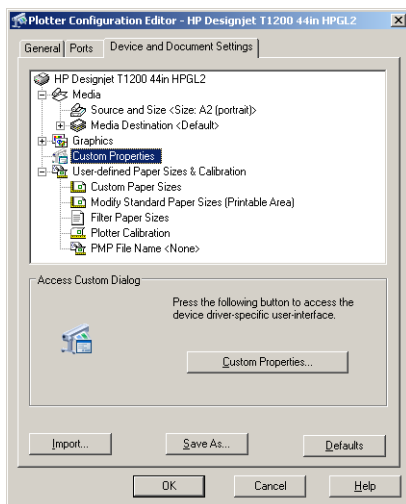 Plotter Configuration Editor - HP Designjet T1200 44in HPGL2
General Ports Device and Document Settings
HP Designjet T1200 44in HPGL2
Media
Source and Size <Size: A2 (portrait)>
Media Destination <Default>
Graphics
Custom Properties
User-defined Paper Sizes & Calibration
Custom Paper Sizes
Modify Standard Paper Sizes (Printable Area)
Filter Paper Sizes
Plotter Calibration
PMP File Name <None>
Access Custom Dialog
Press the following button to access the
device driver-specific user-interface.
Custom Properties...
Import... Save As... Defaults
OK Cancel Help